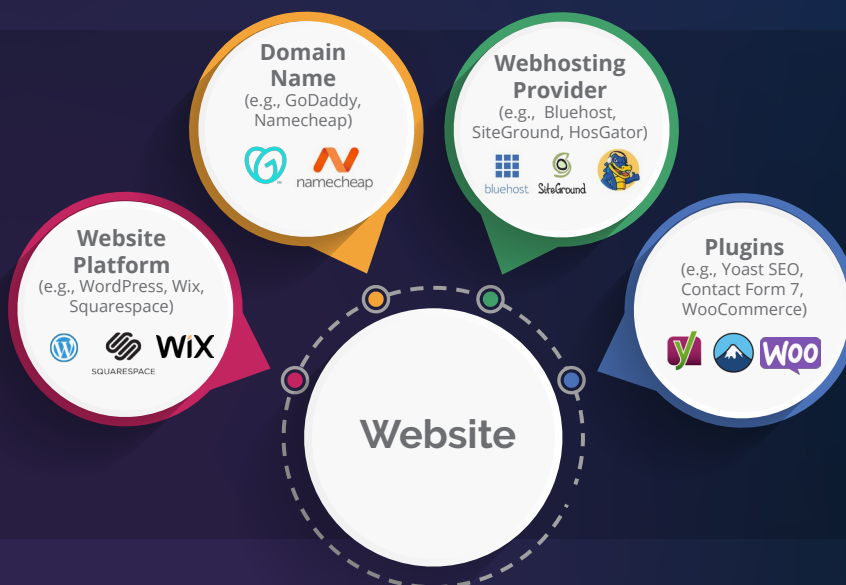 Domain
Name
(e.g., GoDaddy,
Namecheap)
namecheap
Webhosting
Provider
(e.g., Bluehost,
SiteGround, HosGator)
bluehost
SiteGround
Website
Platform
(e.g., WordPress, Wix,
Squarespace)
SQUARESPACE
WiX
Plugins
(e.g., Yoast SEO,
Contact Form 7,
WooCommerce)
y
WOO
Website